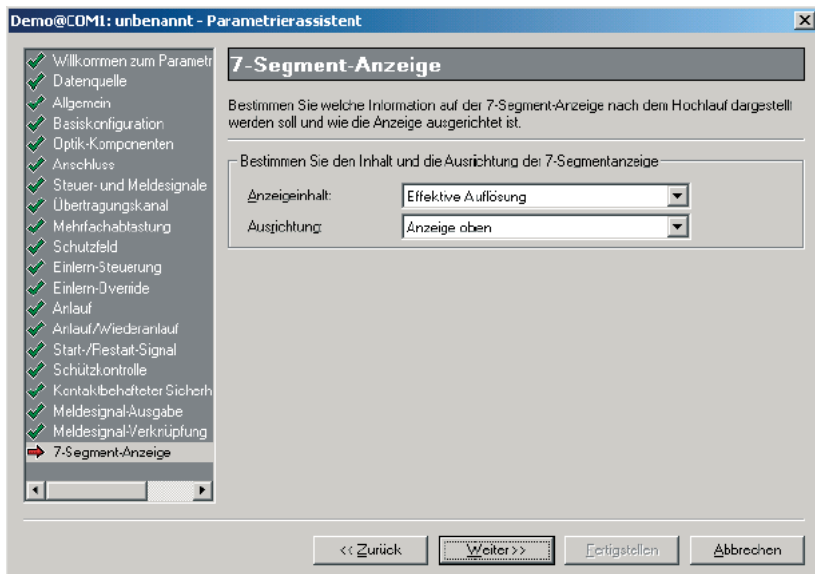 Demo@COM1: unbenannt - Parametrierassistent
Willkommen zum Parametr
Datenquelle
Allgemein
Basiskonfiguration
Optik-Komponenten
Anschluss
Steuer- und Meldesignale
Übertragungskanal
Mehrfachabtastung
Schutzfeld
Einlern-Steuerung
Einlern-Override
Anlauf
Anlauf/Wiederanlauf
Start-/Restart-Signal
Schützkontrolle
Kontaktbehafteter Sicherh
Meldesignal-Ausgabe
Meldesignal-Verknüpfung
7-Segment-Anzeige
7-Segment-Anzeige
Bestimmen Sie welche Information auf der 7-Segment-Anzeige nach dem Hochlauf dargestellt
werden soll und wie die Anzeige ausgerichtet ist.
Bestimmen Sie den Inhalt und die Ausrichtung der 7-Segmentanzeige
Anzeigeinhalt: Effektive Auflösung
Ausrichtung: Anzeige oben
<< Zurück Weiter >> Fertigstellen Abbrechen